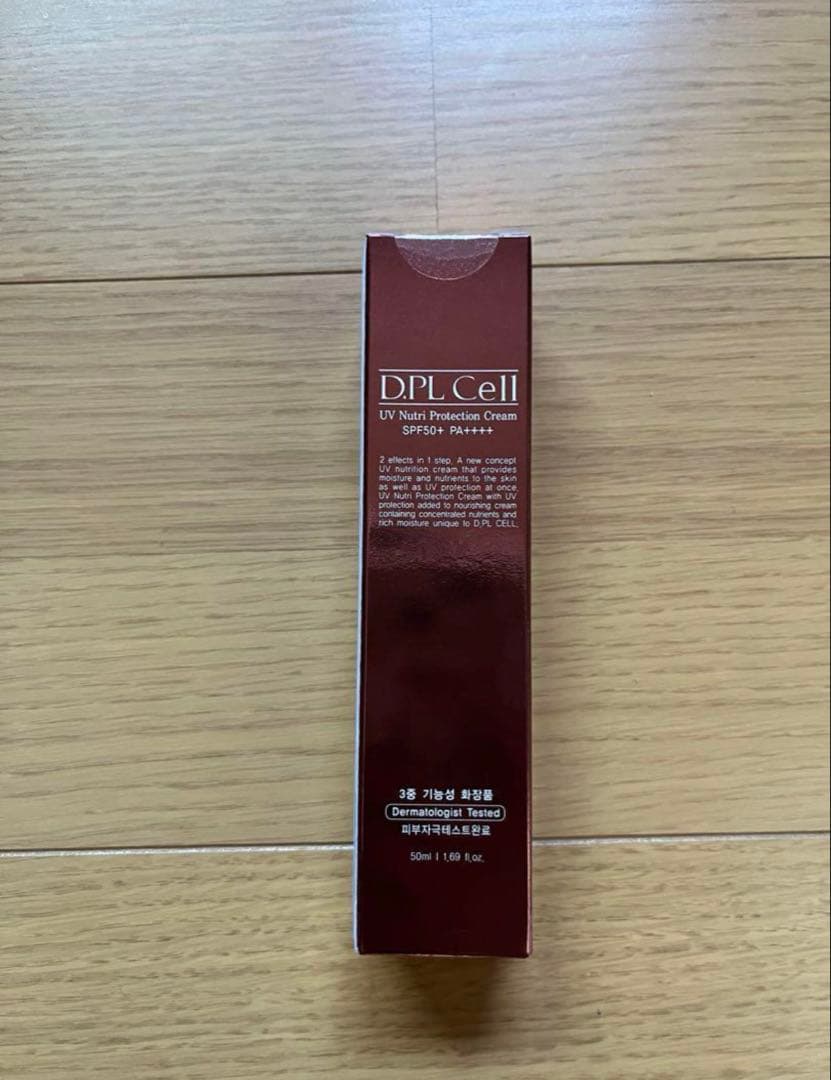 D.PL Cell
UV Nutri Protection Cream
SPF50+ PA++++
2 effects in 1 step. A new concept
UV nutrition cream that provides
moisture and nutrients to the skin
as well as UV protection at once.
UV Nutri Protection Cream with UV
protection added to nourishing cream
containing concentrated nutrients and
rich moisture unique to D.PL CELL.
3중 기능성 화장품
Dermatologist Tested
피부자극테스트완료
50ml I 1.69 fl.oz.